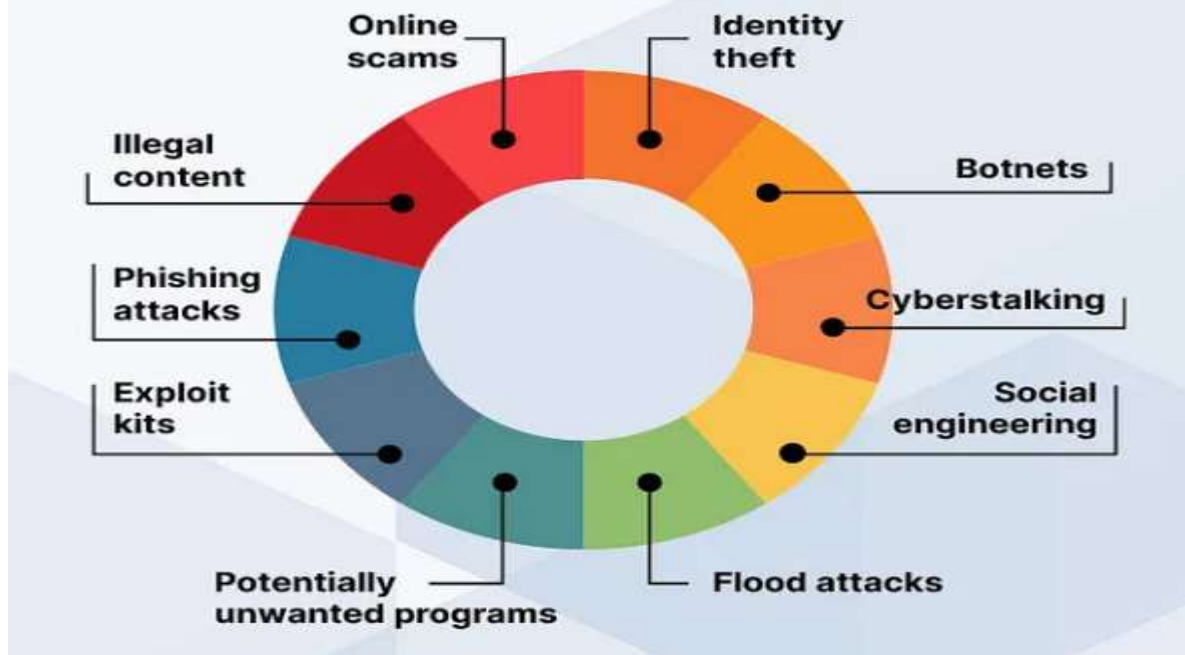 Online
scams
Identity
theft
Illegal
content
Botnets
Phishing
attacks
Cyberstalking
Exploit
kits
Social
engineering
Potentially
unwanted programs
Flood attacks